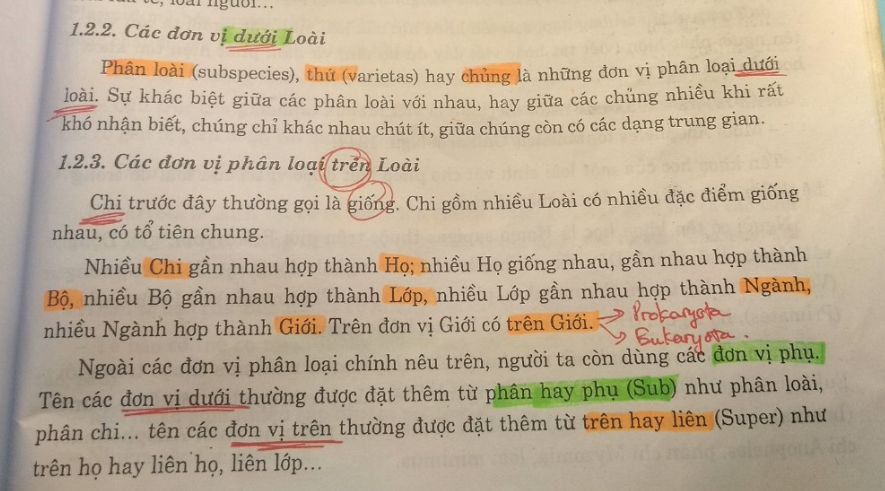 loài người...
1.2.2. Các đơn vị dưới Loài
Phân loài (subspecies), thứ (varietas) hay chủng là những đơn vị phân loại dưới
loài. Sự khác biệt giữa các phân loài với nhau, hay giữa các chủng nhiều khi rất
khó nhận biết, chúng chỉ khác nhau chút ít, giữa chúng còn có các dạng trung gian.
1.2.3. Các đơn vị phân loại trên Loài
Chi trước đây thường gọi là giống. Chi gồm nhiều Loài có nhiều đặc điểm giống
nhau, có tổ tiên chung.
Nhiều Chi gần nhau hợp thành Họ; nhiều Họ giống nhau, gần nhau hợp thành
Bộ, nhiều Bộ gần nhau hợp thành Lớp, nhiều Lớp gần nhau hợp thành Ngành,
nhiều Ngành hợp thành Giới. Trên đơn vị Giới có trên Giới. → Prokaryota
→ Eukaryota.
Ngoài các đơn vị phân loại chính nêu trên, người ta còn dùng các đơn vị phụ.
Tên các đơn vị dưới thường được đặt thêm từ phân hay phụ (Sub) như phân loài,
phân chi... tên các đơn vị trên thường được đặt thêm từ trên hay liên (Super) như
trên họ hay liên họ, liên lớp...